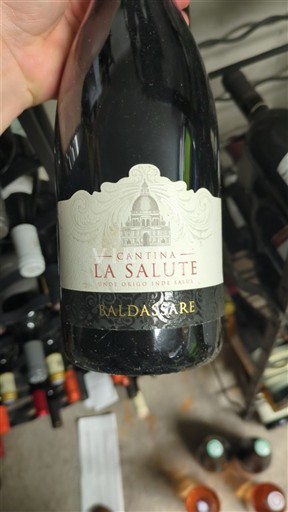 CANTINA
LA SALUTE
UNDE ORIGO INDE SALUS
BALDASSARE